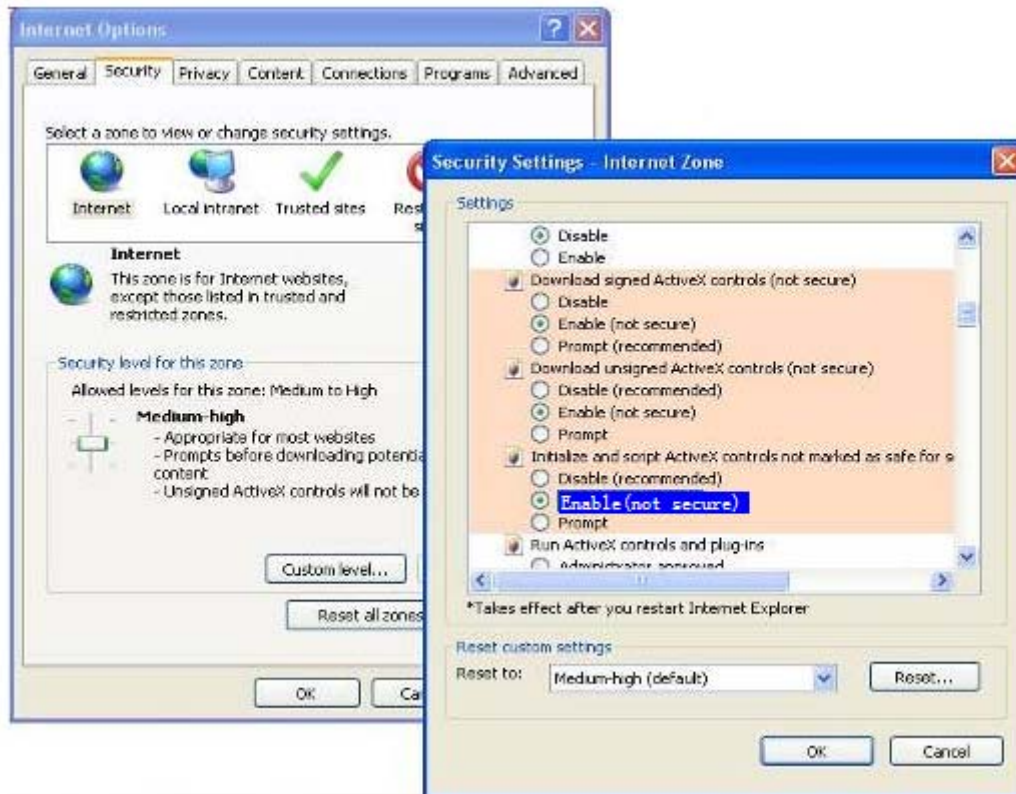 Internet Options
General Security Privacy Content Connections Programs Advanced
Select a zone to view or change security settings.
Internet Local intranet Trusted sites
Internet
This zone is for Internet websites,
except those listed in trusted and
restricted zones.
Security level for this zone
Allowed levels for this zone: Medium to High
Medium-high
- Appropriate for most websites
- Prompts before downloading
content
- Unsigned ActiveX controls will not be
Custom level...
Reset all zones
OK
Security Settings - Internet Zone
Settings
Disable
Enable
Download signed ActiveX controls (not secure)
Disable
Enable (not secure)
Prompt (recommended)
Download unsigned ActiveX controls (not secure)
Disable (recommended)
Enable (not secure)
Prompt
Initialize and script ActiveX controls not marked as safe for s
Disable (recommended)
Enable(not secure)
Prompt
Run ActiveX controls and plug-ins
Administrator approved
*Takes effect after you restart Internet Explorer
Reset custom settings
Reset to: Medium-high (default) Reset...
OK Cancel